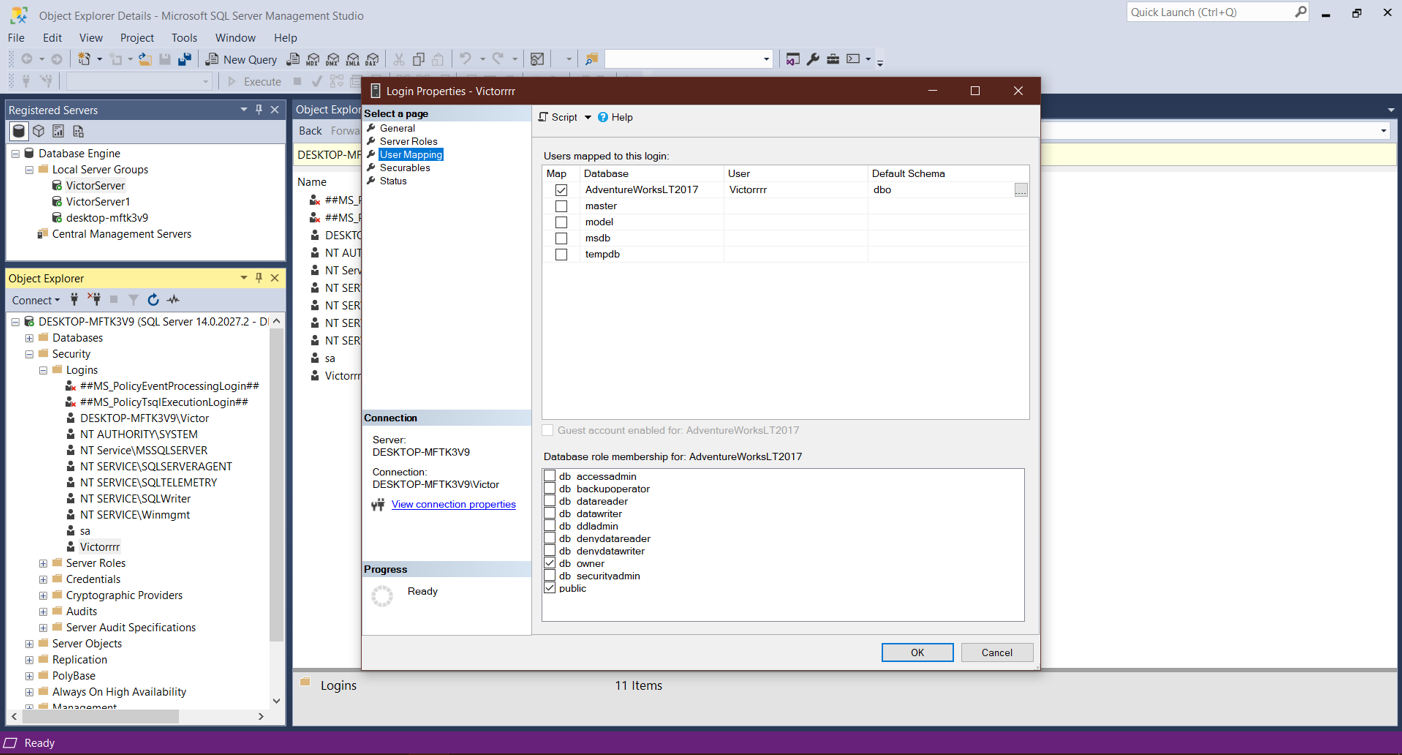 Object Explorer Details - Microsoft SQL Server Management Studio
Quick Launch (Ctrl+Q)
File Edit View Project Tools Window Help
New Query MDX DMX XMLA DAX
Execute
Registered Servers
Database Engine
Local Server Groups
VictorServer
VictorServer1
desktop-mftk3v9
Central Management Servers
Object Explorer
Connect
DESKTOP-MFTK3V9 (SQL Server 14.0.2027.2 - D
Databases
Security
Logins
##MS_PolicyEventProcessingLogin##
##MS_PolicyTsqlExecutionLogin##
DESKTOP-MFTK3V9\Victor
NT AUTHORITY\SYSTEM
NT Service\MSSQLSERVER
NT SERVICE\SQLSERVERAGENT
NT SERVICE\SQLTELEMETRY
NT SERVICE\SQLWriter
NT SERVICE\Winmgmt
sa
Victorrrr
Server Roles
Credentials
Cryptographic Providers
Audits
Server Audit Specifications
Server Objects
Replication
PolyBase
Always On High Availability
Management
Object Explor
Back Forwa
DESKTOP-MF
Name
##MS_P
##MS_P
DESKTO
NT AUT
NT Serv
NT SER
NT SER
NT SER
NT SER
sa
Victorrr
Logins 11 Items
Login Properties - Victorrrr
Select a page
General
Server Roles
User Mapping
Securables
Status
Connection
Server:
DESKTOP-MFTK3V9
Connection:
DESKTOP-MFTK3V9\Victor
View connection properties
Progress
Ready
Script Help
Users mapped to this login:
Map Database User Default Schema
AdventureWorksLT2017 Victorrrr dbo ...
master
model
msdb
tempdb
Guest account enabled for: AdventureWorksLT2017
Database role membership for: AdventureWorksLT2017
db_accessadmin
db_backupoperator
db_datareader
db_datawriter
db_ddladmin
db_denydatareader
db_denydatawriter
db_owner
db_securityadmin
public
OK Cancel
Ready